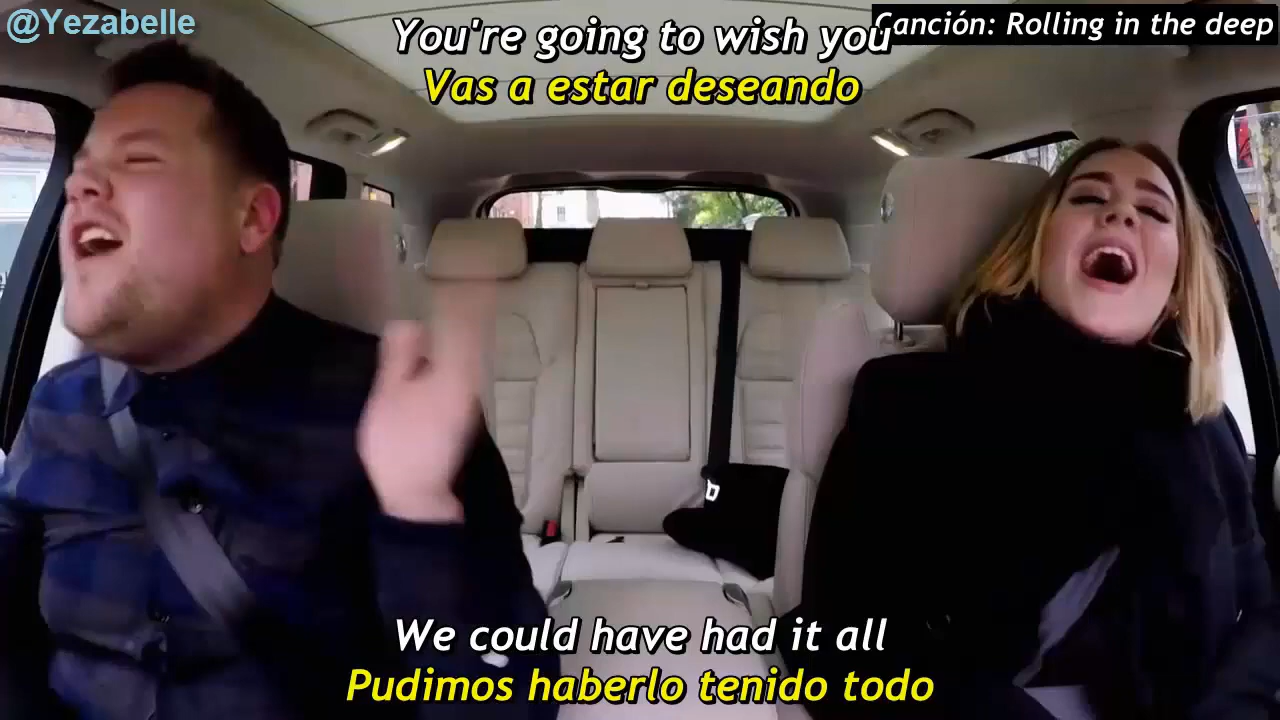 @Yezabelle
Canción: Rolling in the deep
You're going to wish you
Vas a estar deseando
We could have had it all
Pudimos haberlo tenido todo